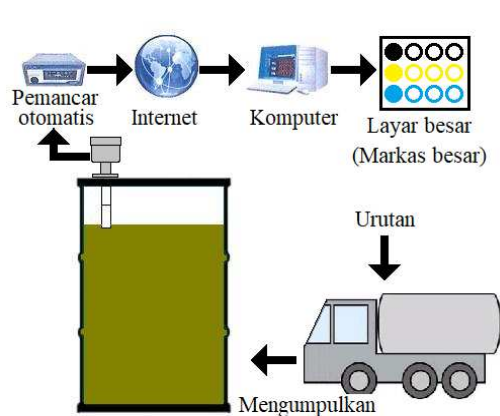 Pemancar
otomatis
Internet
Komputer
Layar besar
(Markas besar)
Urutan
Mengumpulkan